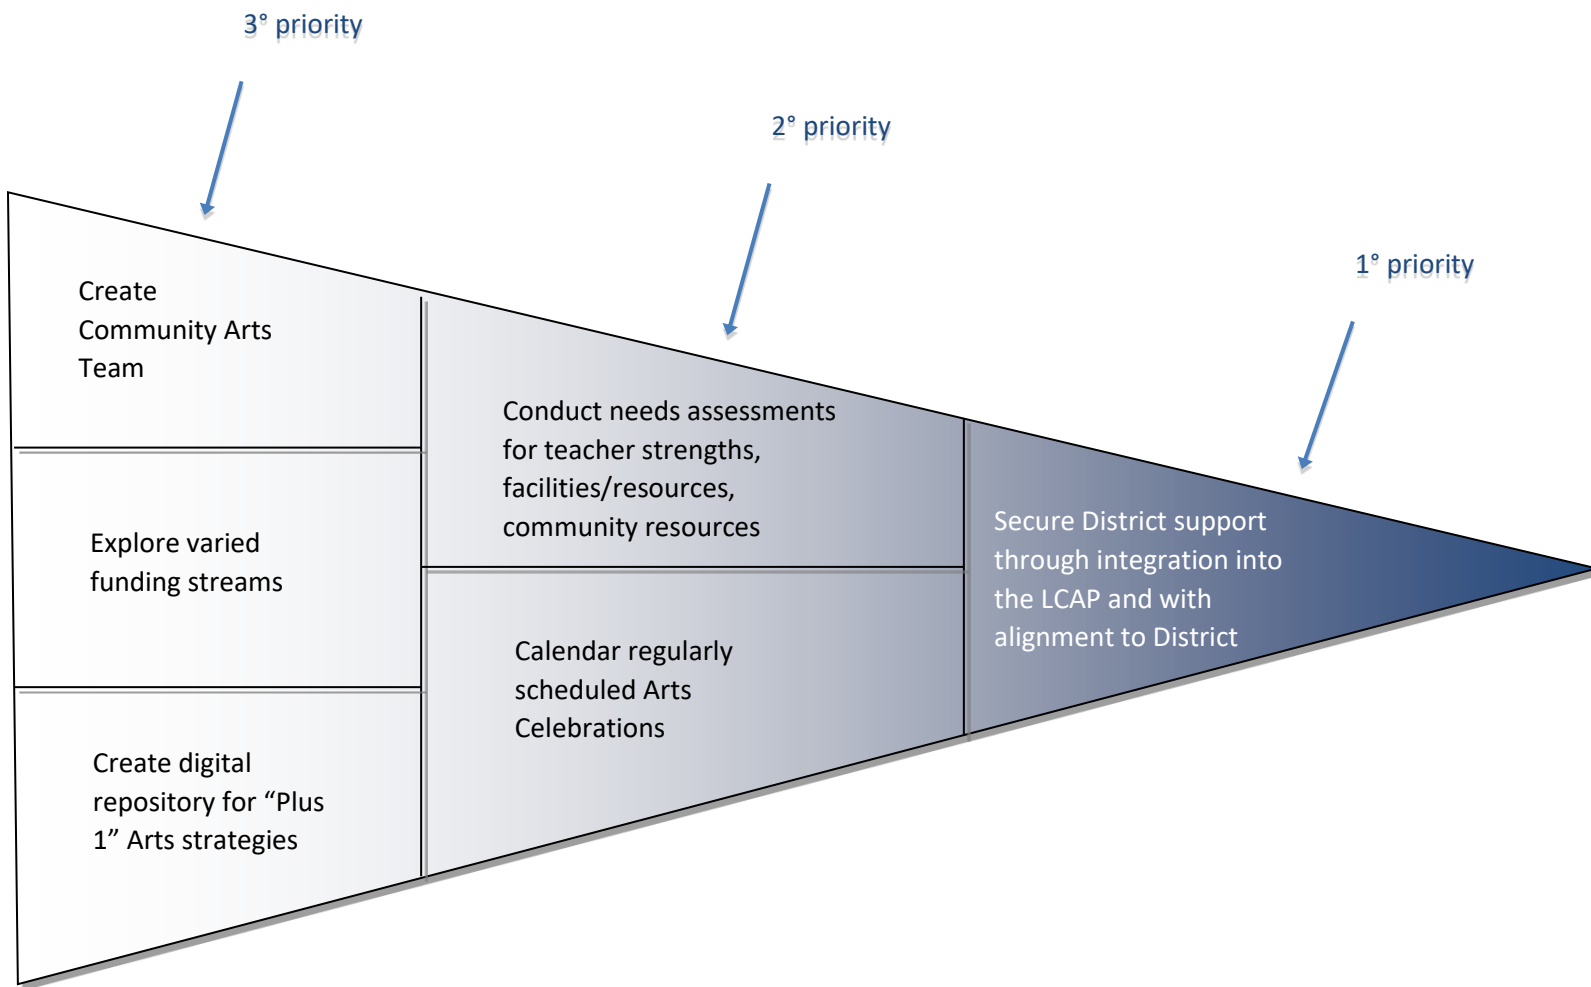 3° priority
2° priority
1° priority
Create
Community Arts
Team
Explore varied
funding streams
Create digital
repository for “Plus
1” Arts strategies
Conduct needs assessments
for teacher strengths,
facilities/resources,
community resources
Calendar regularly
scheduled Arts
Celebrations
Secure District support
through integration into
the LCAP and with
alignment to District